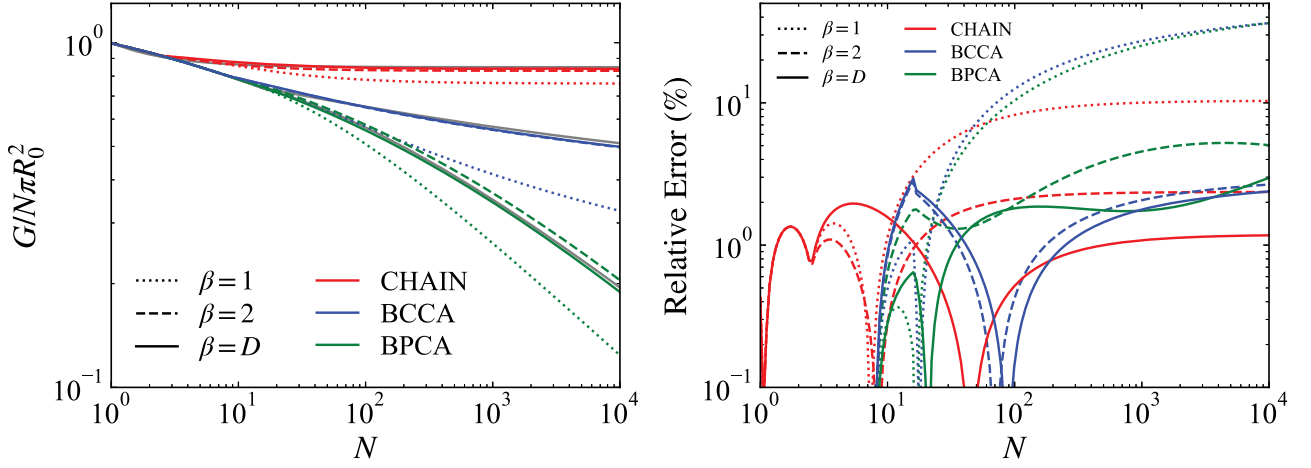 10^0
10^{-1}
G/NπR_0^2
10^0 10^1 10^2 10^3 10^4
N
β = 1 CHAIN
β = 2 BCCA
β = D BPCA
10^1
10^0
10^{-1}
Relative Error (%)
10^0 10^1 10^2 10^3 10^4
N
β = 1 CHAIN
β = 2 BCCA
β = D BPCA